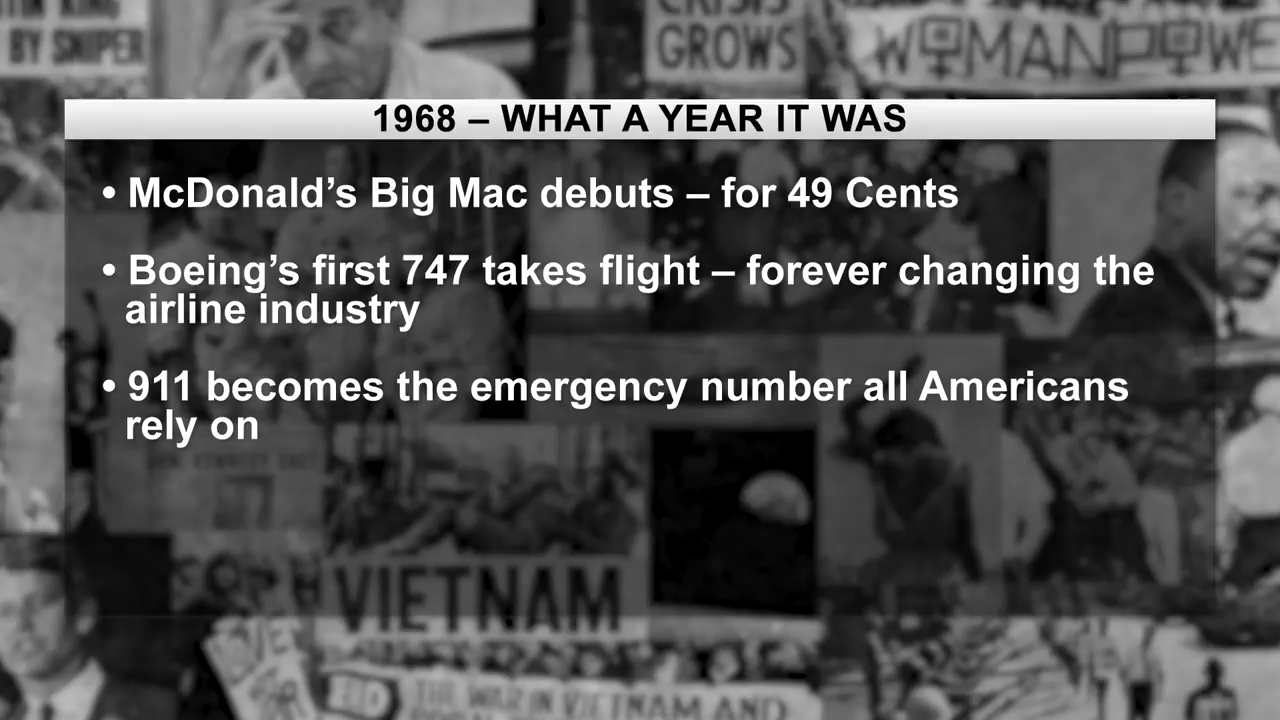 BY SNIPER
CRISIS
GROWS
WOMANPOWE
1968 – WHAT A YEAR IT WAS
• McDonald’s Big Mac debuts – for 49 Cents
• Boeing’s first 747 takes flight – forever changing the
airline industry
• 911 becomes the emergency number all Americans
rely on
VIETNAM
THE WAR IN VIETNAM AND